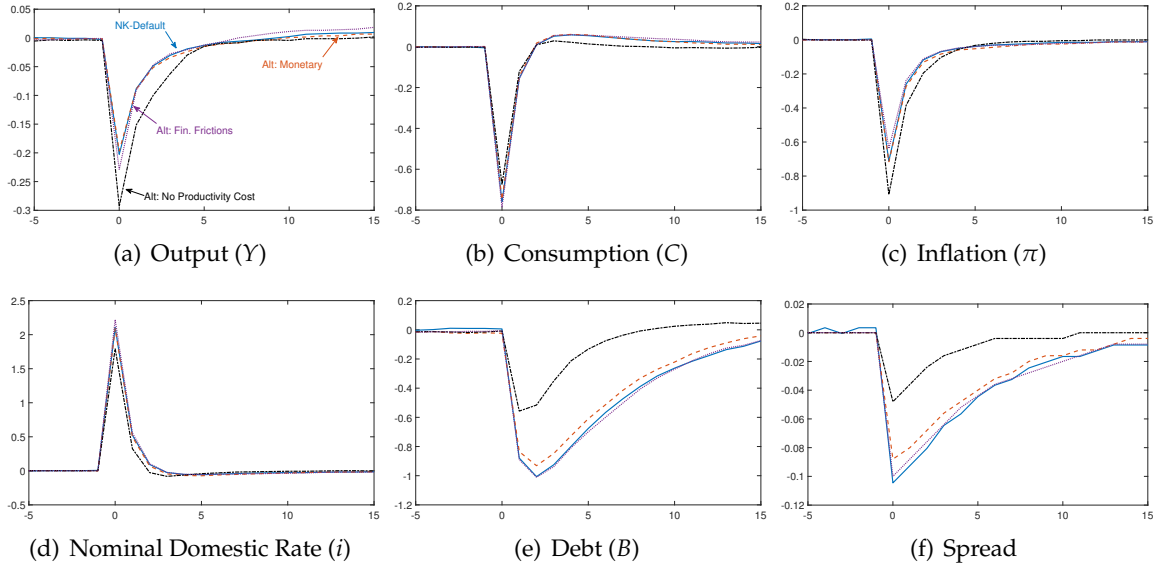 0.05
0
-0.05
-0.1
-0.15
-0.2
-0.25
-0.3
-5 0 5 10 15
NK-Default
Alt: Monetary
Alt: Fin. Frictions
Alt: No Productivity Cost
(a) Output (Y)
0.2
0
-0.2
-0.4
-0.6
0.8
-5 0 5 10 15
(b) Consumption (C)
0.2
0
-0.2
-0.4
-0.6
-0.8
-1
-5 0 5 10 15
(c) Inflation (π)
2.5
2
1.5
1
0.5
0
-0.5
-5 0 5 10 15
(d) Nominal Domestic Rate (i)
0.2
0
-0.2
-0.4
-0.6
-0.8
-1
-1.2
-5 0 5 10 15
(e) Debt (B)
0.02
0
-0.02
-0.04
-0.06
-0.08
-0.1
-0.12
-5 0 5 10 15
(f) Spread